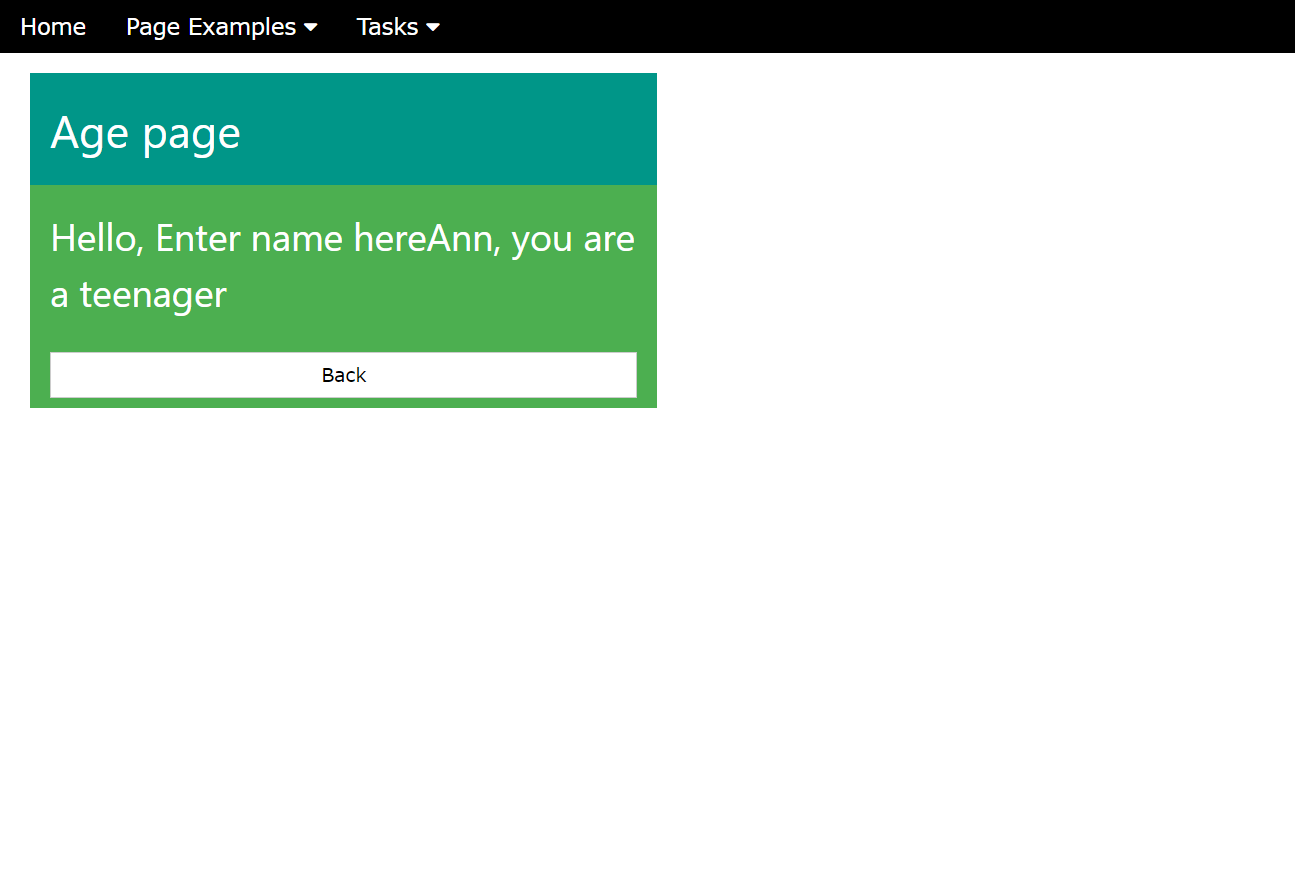 Home Page Examples Tasks
Age page
Hello, Enter name hereAnn, you are
a teenager
Back